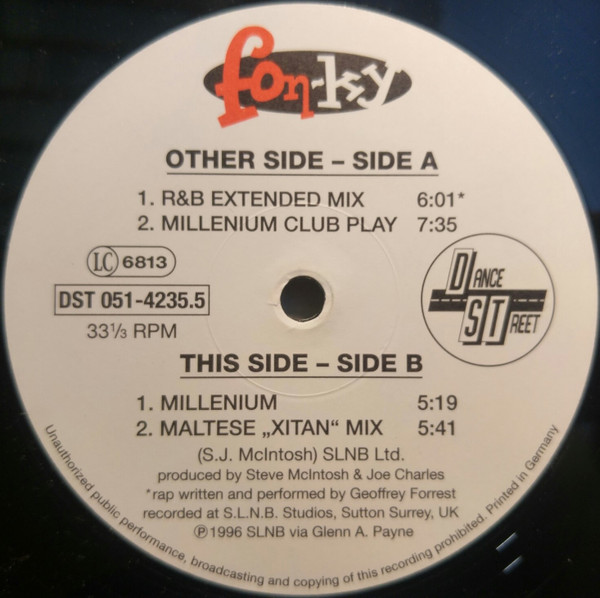 fon-ky
OTHER SIDE – SIDE A
1. R&B EXTENDED MIX 6:01*
2. MILLENIUM CLUB PLAY 7:35
LC 6813
DST 051-4235.5
33⅓ RPM
DANCE
STREET
THIS SIDE – SIDE B
1. MILLENIUM 5:19
2. MALTESE „XITAN“ MIX 5:41
(S.J. McIntosh) SLNB Ltd.
produced by Steve McIntosh & Joe Charles
*rap written and performed by Geoffrey Forrest
recorded at S.L.N.B. Studios, Sutton Surrey, UK
℗ 1996 SLNB via Glenn A. Payne
Unauthorized public performance, broadcasting and copying of this recording prohibited. Printed in Germany